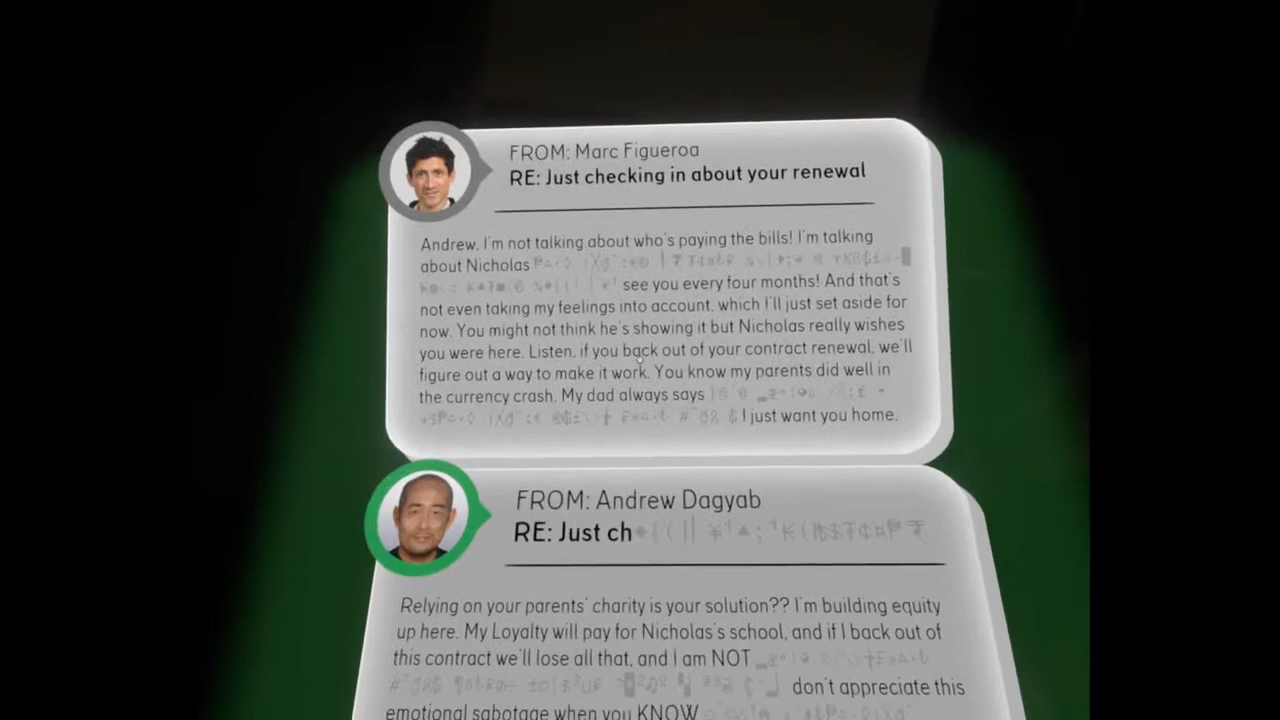 FROM: Marc Figueroa
RE: Just checking in about your renewal
Andrew, I'm not talking about who's paying the bills! I'm talking
about Nicholas
see you every four months! And that's
not even taking my feelings into account, which I'll just set aside for
now. You might not think he's showing it but Nicholas really wishes
you were here. Listen, if you back out of your contract renewal, we'll
figure out a way to make it work. You know my parents did well in
the currency crash. My dad always says
I just want you home.
FROM: Andrew Dagyab
RE: Just ch
Relying on your parents' charity is your solution?? I'm building equity
up here. My Loyalty will pay for Nicholas's school, and if I back out of
this contract we'll lose all that, and I am NOT
don't appreciate this
emotional sabotage when you KNOW